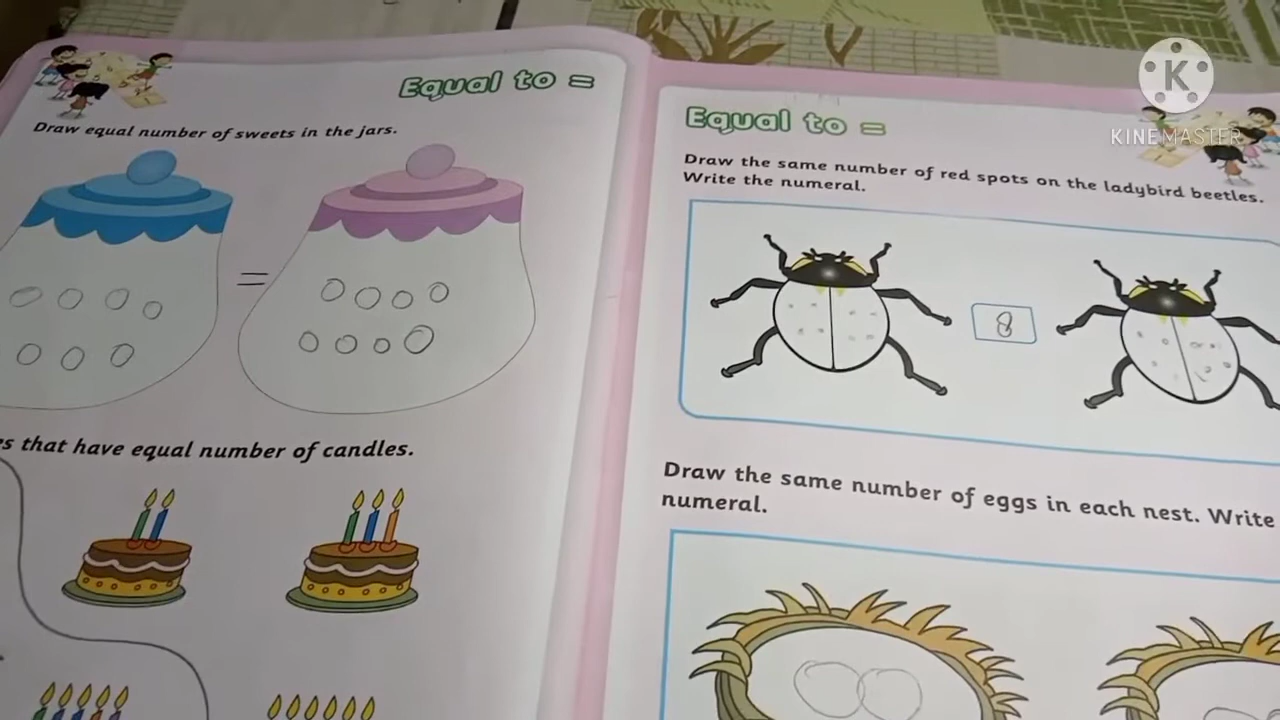 Equal to =
Draw equal number of sweets in the jars.
=
that have equal number of candles.
Equal to =
Draw the same number of red spots on the ladybird beetles.
Write the numeral.
8
Draw the same number of eggs in each nest. Write
numeral.
K
KINEMASTER